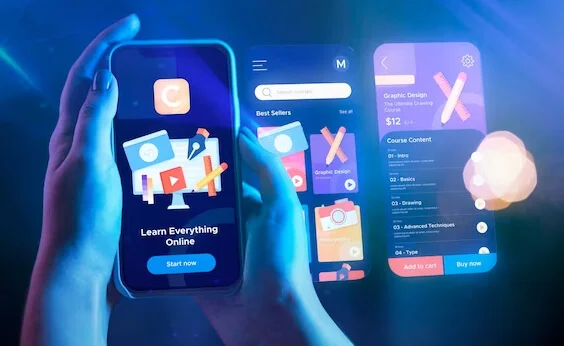 C
Learn Everything
Online
Start now
M
Best Sellers
See all
Graphic Design
Graphic Design
The Ultimate Drawing
Course
$12
Course Content
01 - Intro
02 - Basics
03 - Drawing
03 - Advanced Techniques
04 - Type
Add to cart
Buy now